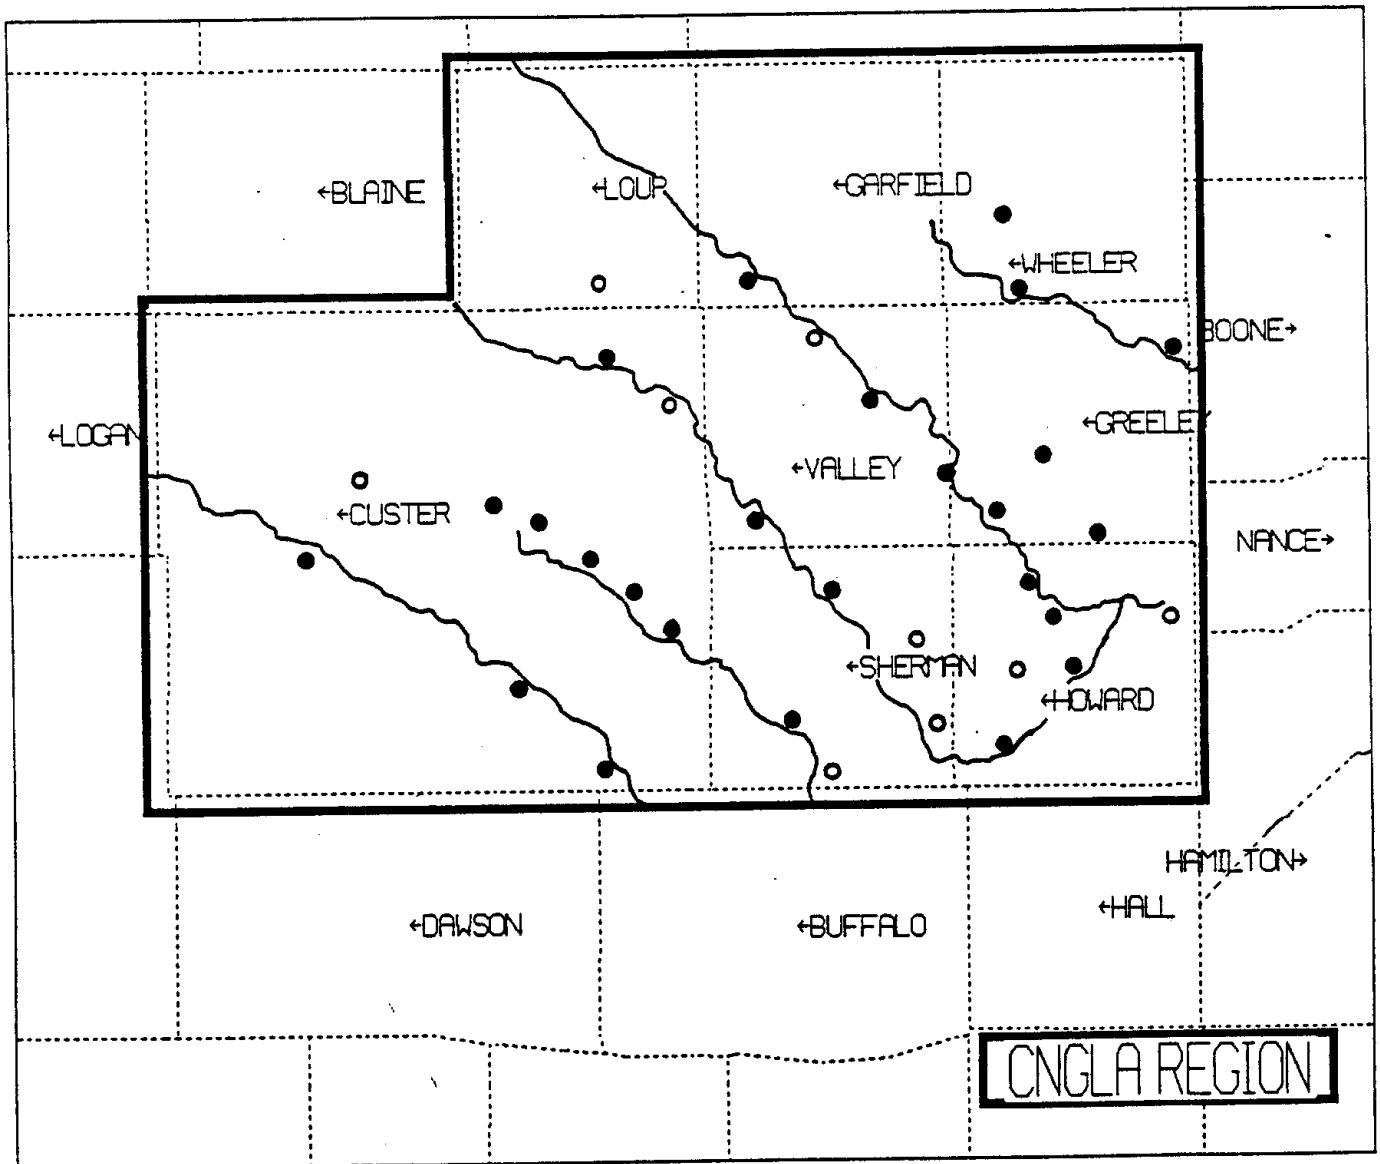 ←BLAINE
←LOUP
←GARFIELD
←WHEELER
BOONE→
←LOGAN
←GREELEY
←VALLEY
←CUSTER
NANCE→
←SHERMAN
←HOWARD
HAMILTON→
←HALL
←DAWSON
←BUFFALO
CNGLA REGION